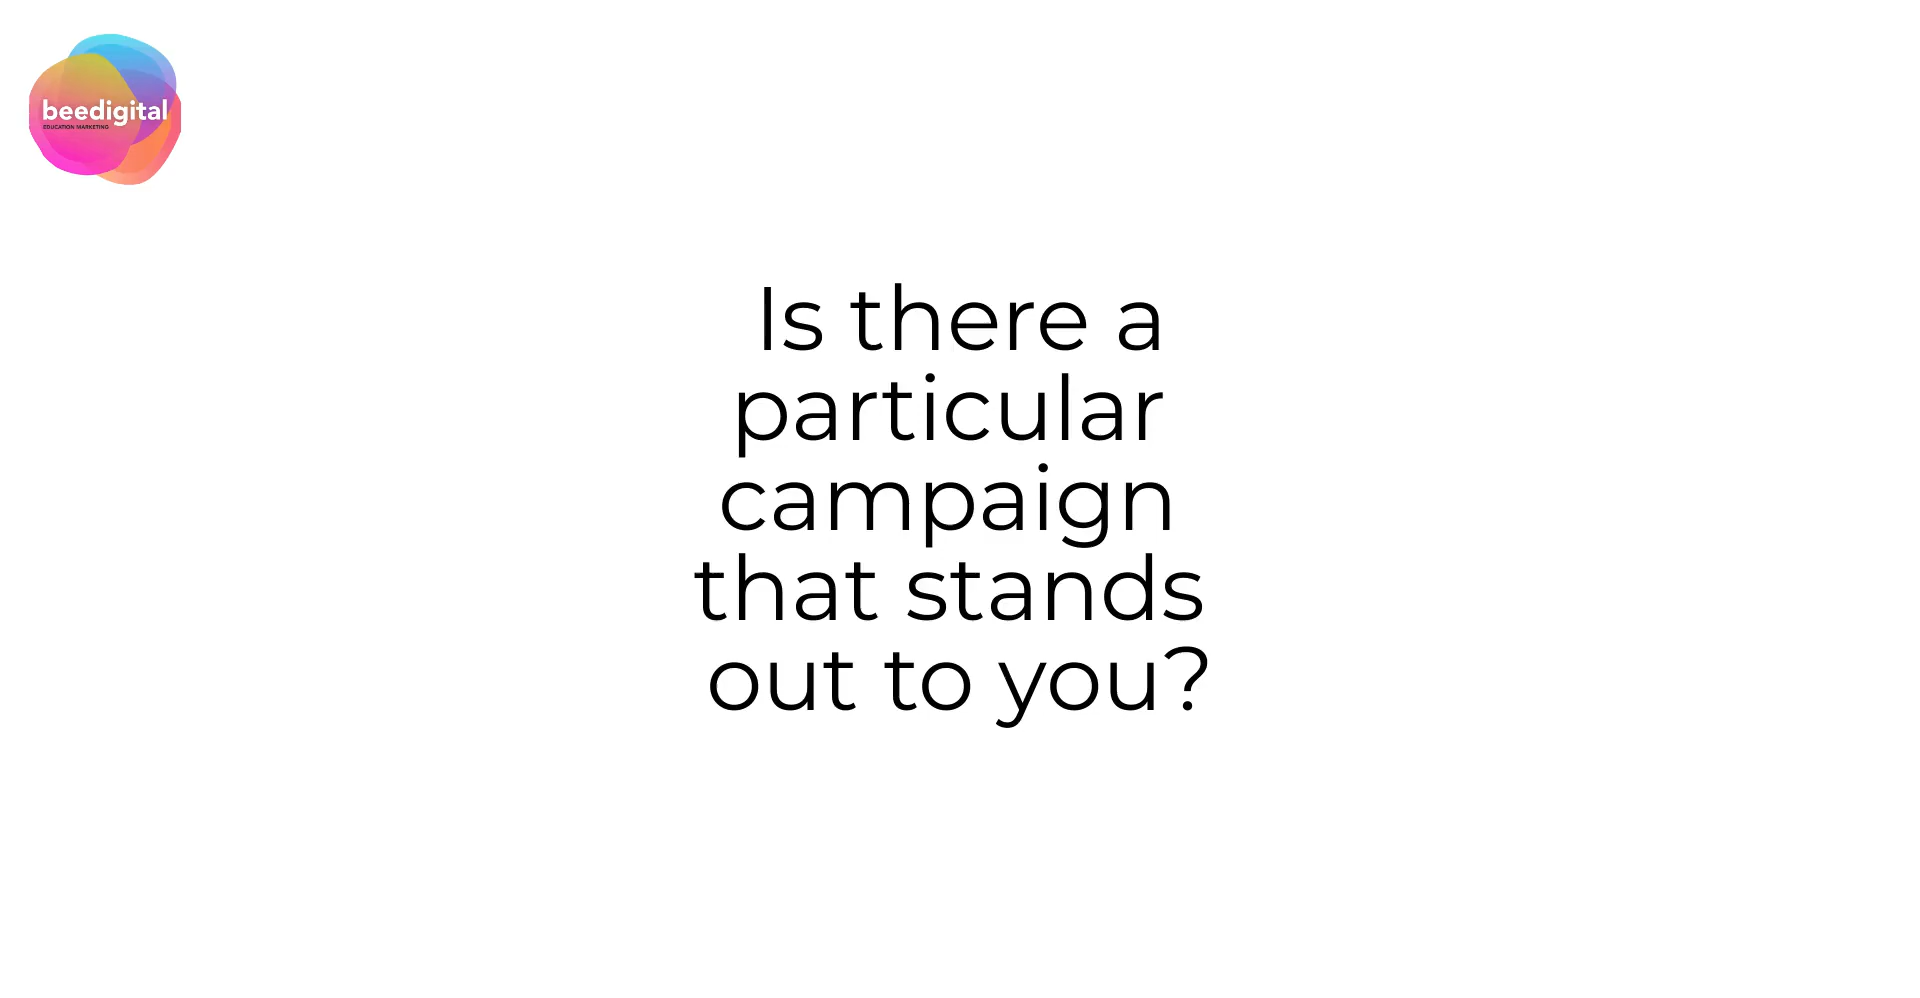 beedigital
EDUCATION MARKETING
Is there a
particular
campaign
that stands
out to you?